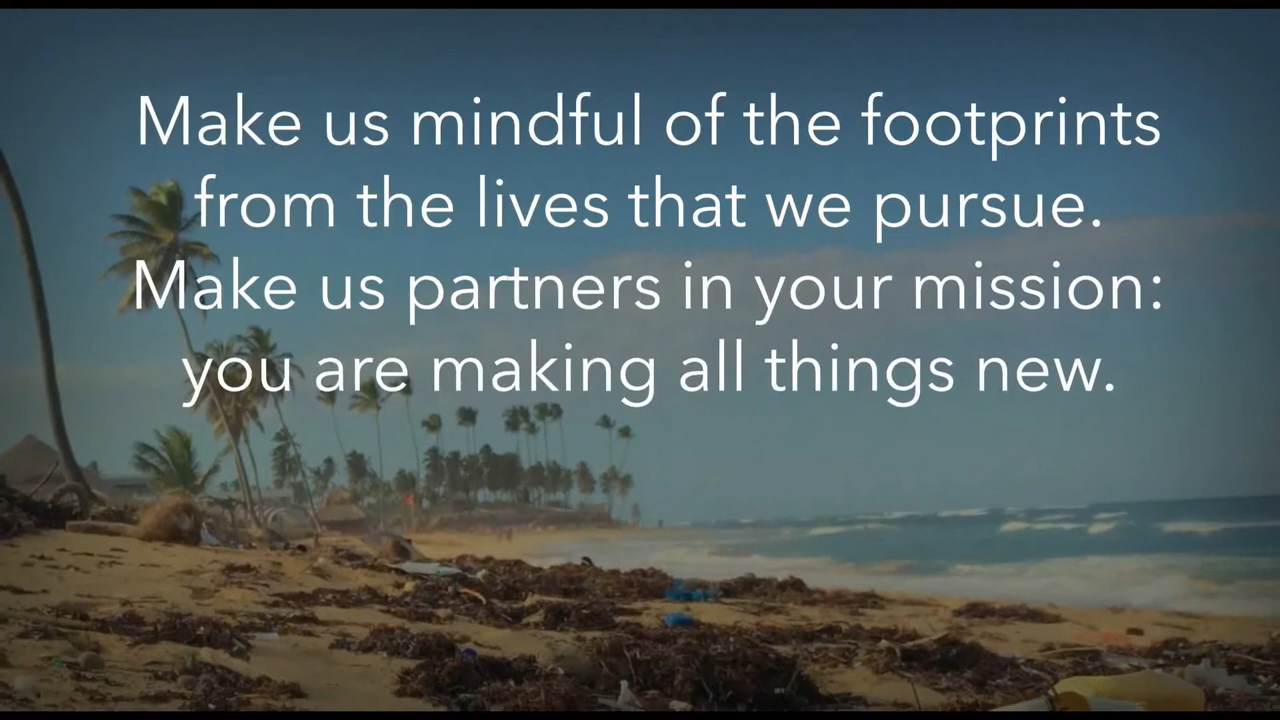 Make us mindful of the footprints
from the lives that we pursue.
Make us partners in your mission:
you are making all things new.